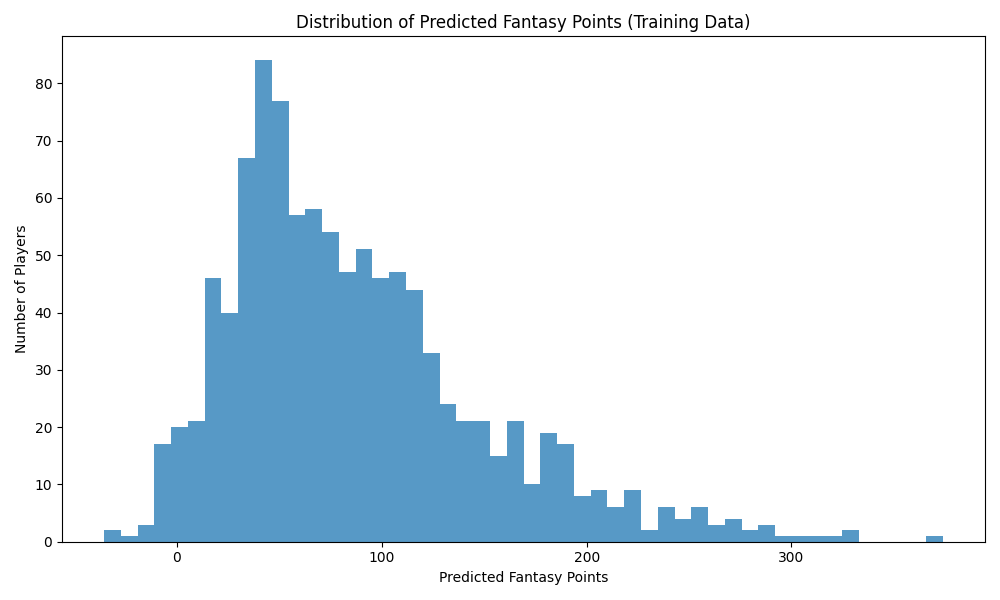 Distribution of Predicted Fantasy Points (Training Data)
Number of Players
80
70
60
50
40
30
20
10
0
0 100 200 300
Predicted Fantasy Points